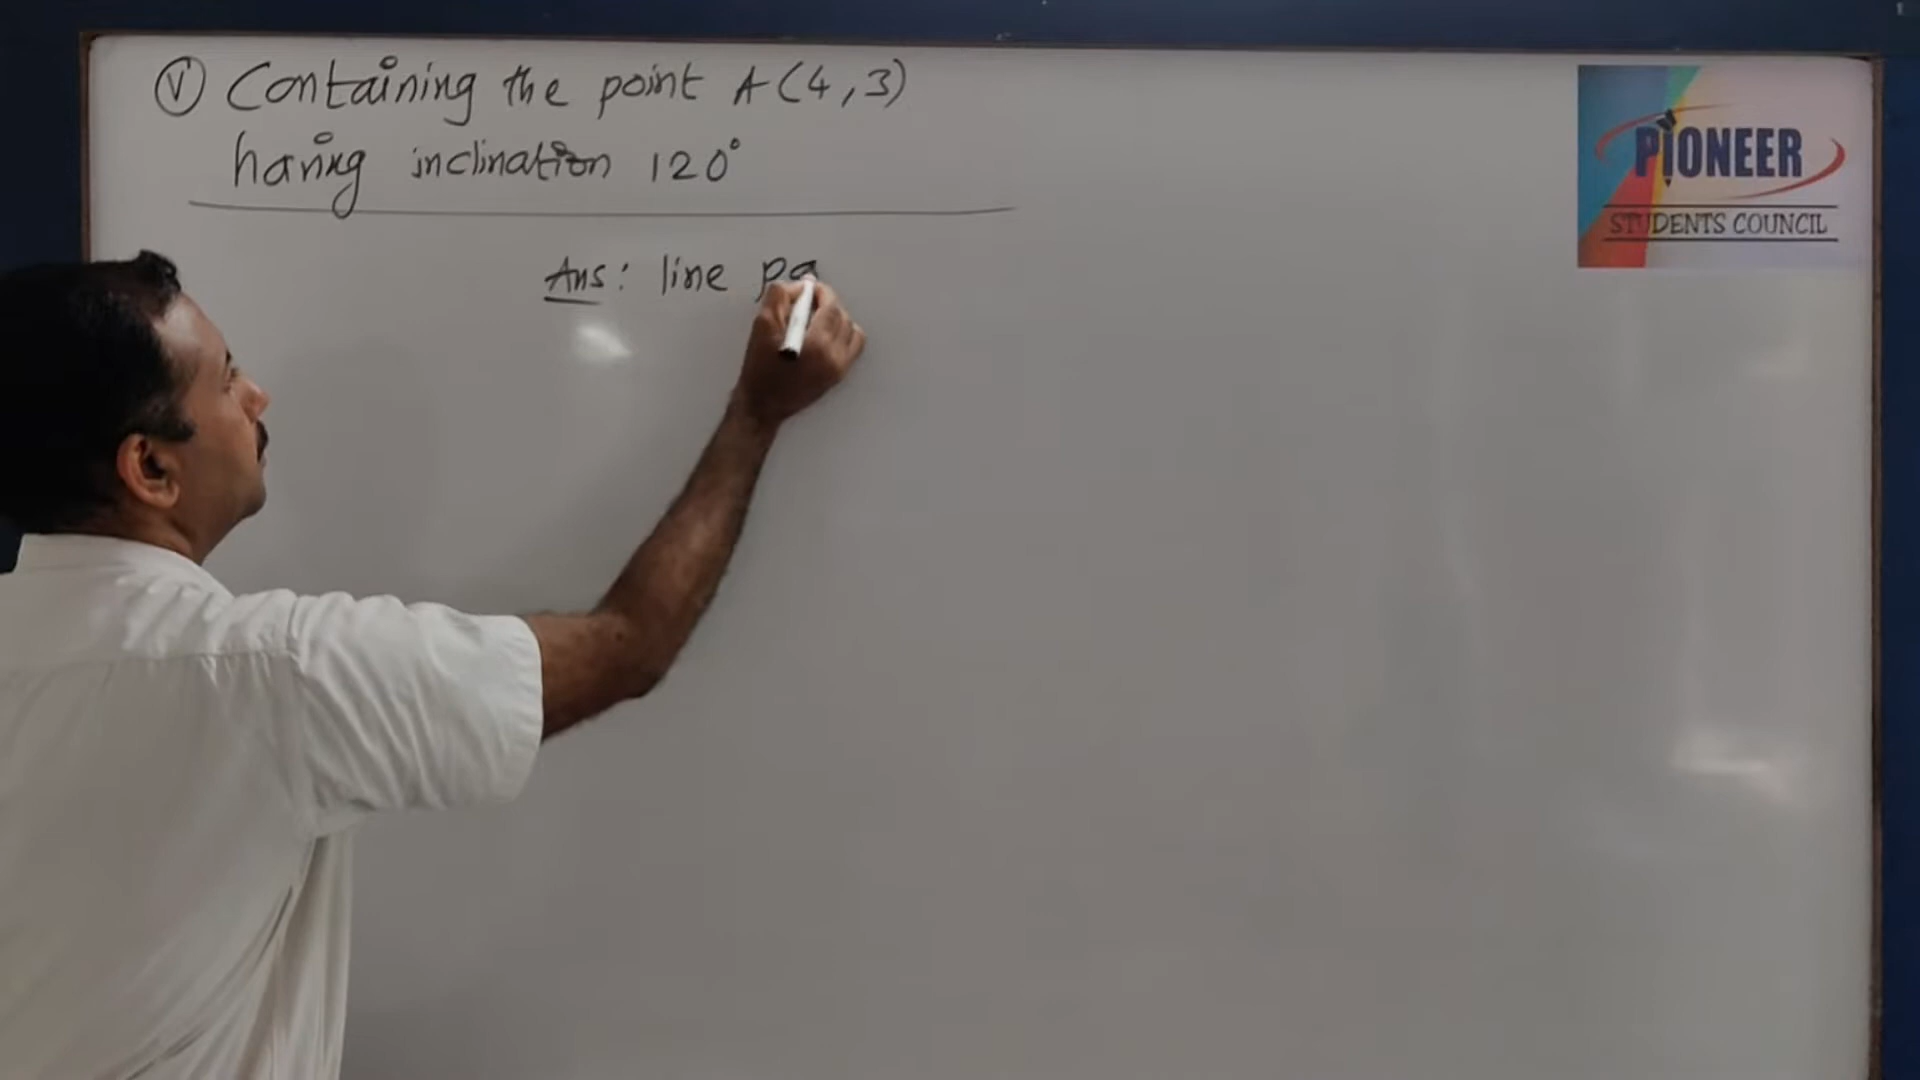 (V) Containing the point A(4,3)
having inclination 120°
Ans: line pa
PIONEER
STUDENTS COUNCIL